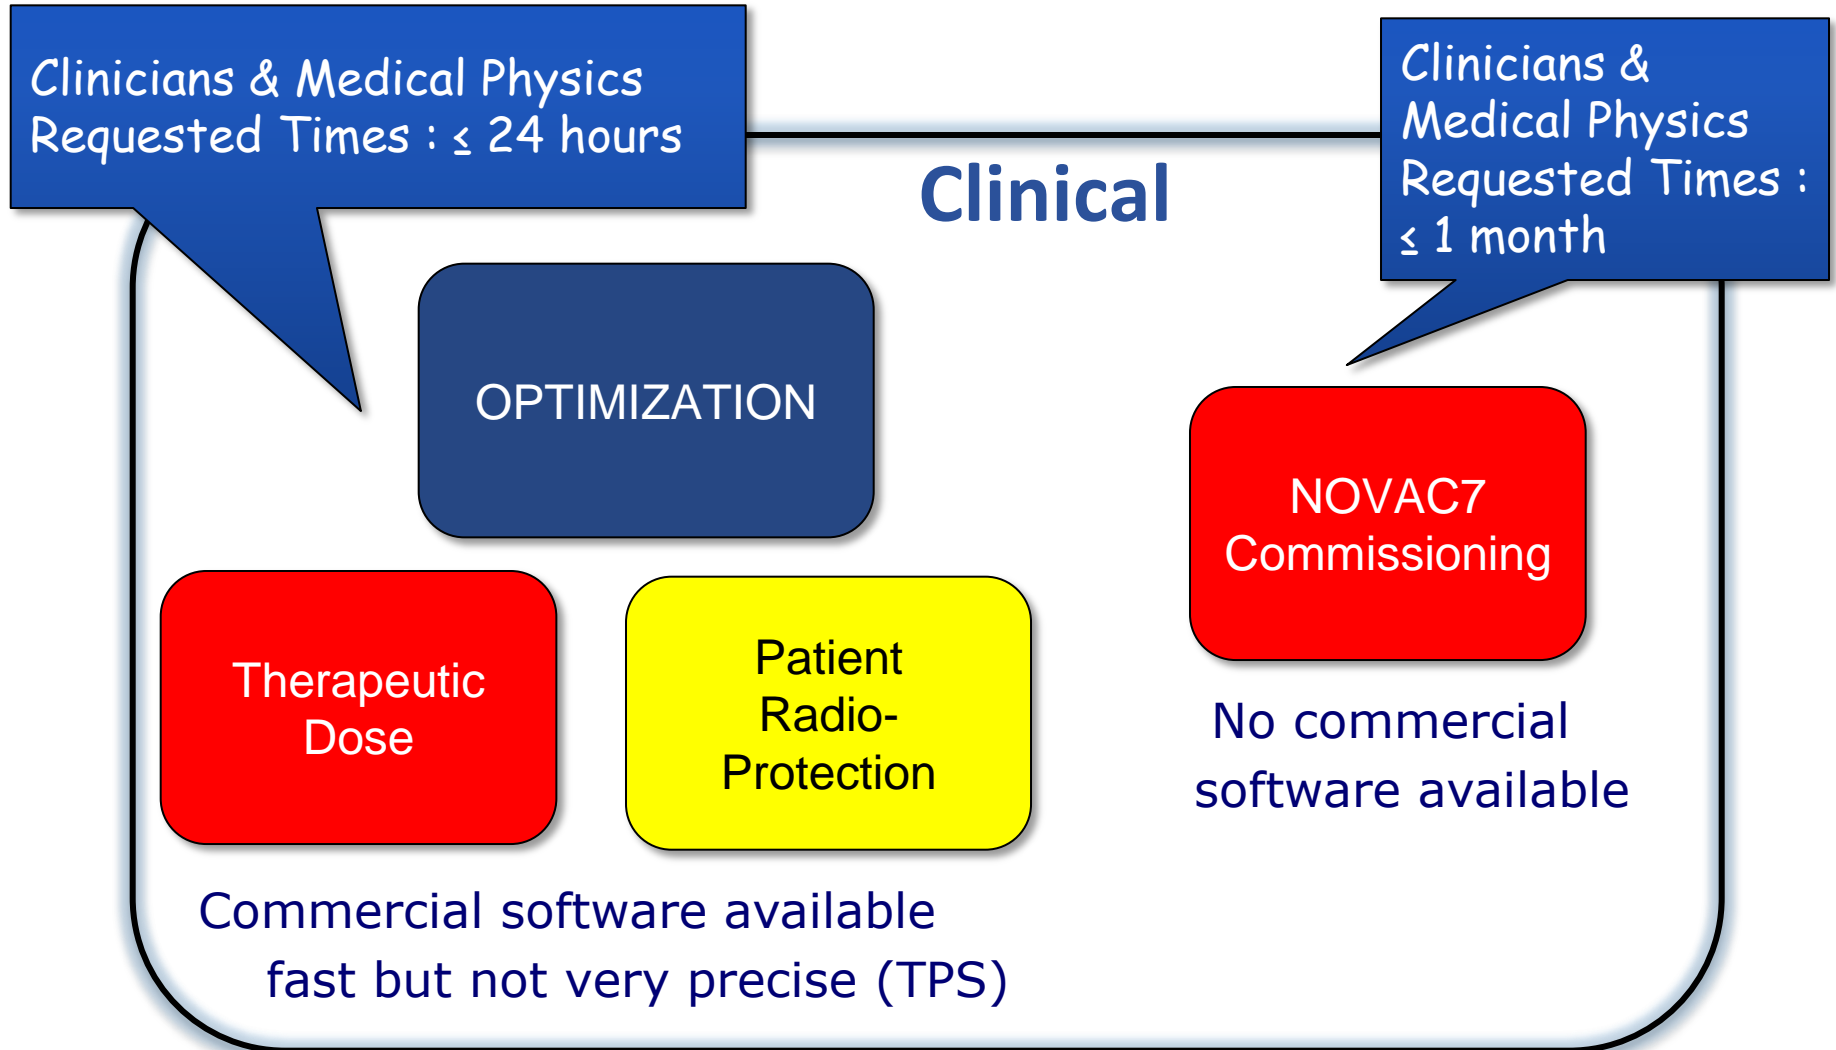 Clinicians & Medical Physics
Requested Times : ≤ 24 hours
Clinicians &
Medical Physics
Requested Times :
≤ 1 month
Clinical
OPTIMIZATION
NOVAC7
Commissioning
Therapeutic
Dose
Patient
Radio-
Protection
No commercial
software available
Commercial software available
fast but not very precise (TPS)